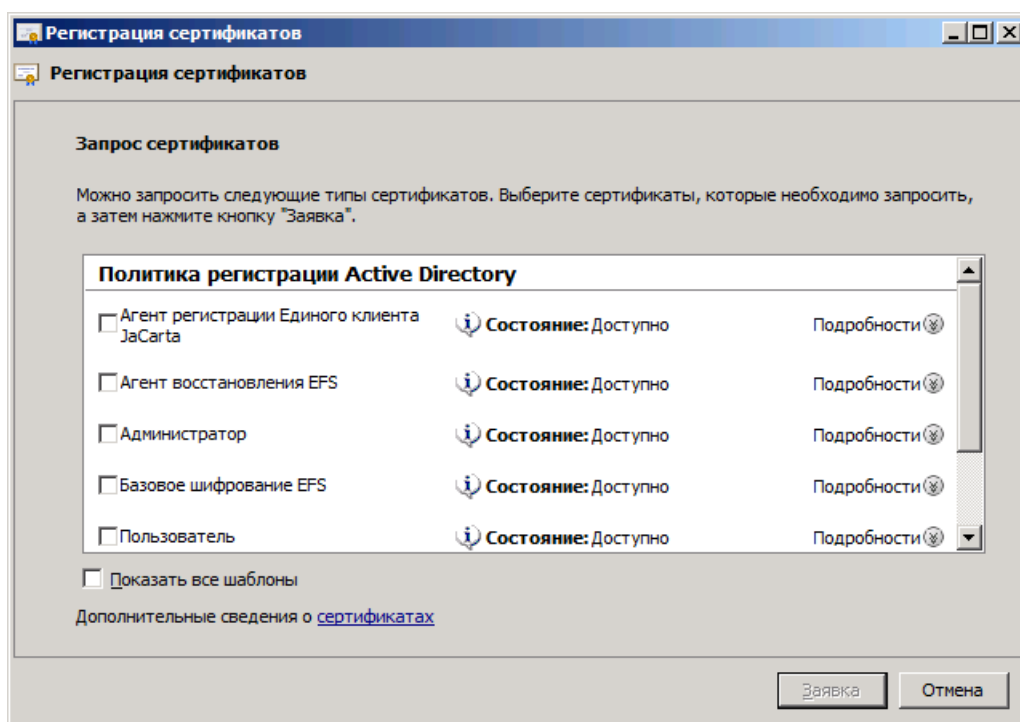 Регистрация сертификатов
Регистрация сертификатов
Запрос сертификатов
Можно запросить следующие типы сертификатов. Выберите сертификаты, которые необходимо запросить,
а затем нажмите кнопку "Заявка".
Политика регистрации Active Directory
Агент регистрации Единого клиента
JaCarta
Состояние: Доступно
Подробности
Агент восстановления EFS
Состояние: Доступно
Подробности
Администратор
Состояние: Доступно
Подробности
Базовое шифрование EFS
Состояние: Доступно
Подробности
Пользователь
Состояние: Доступно
Подробности
Показать все шаблоны
Дополнительные сведения о сертификатах
Заявка
Отмена